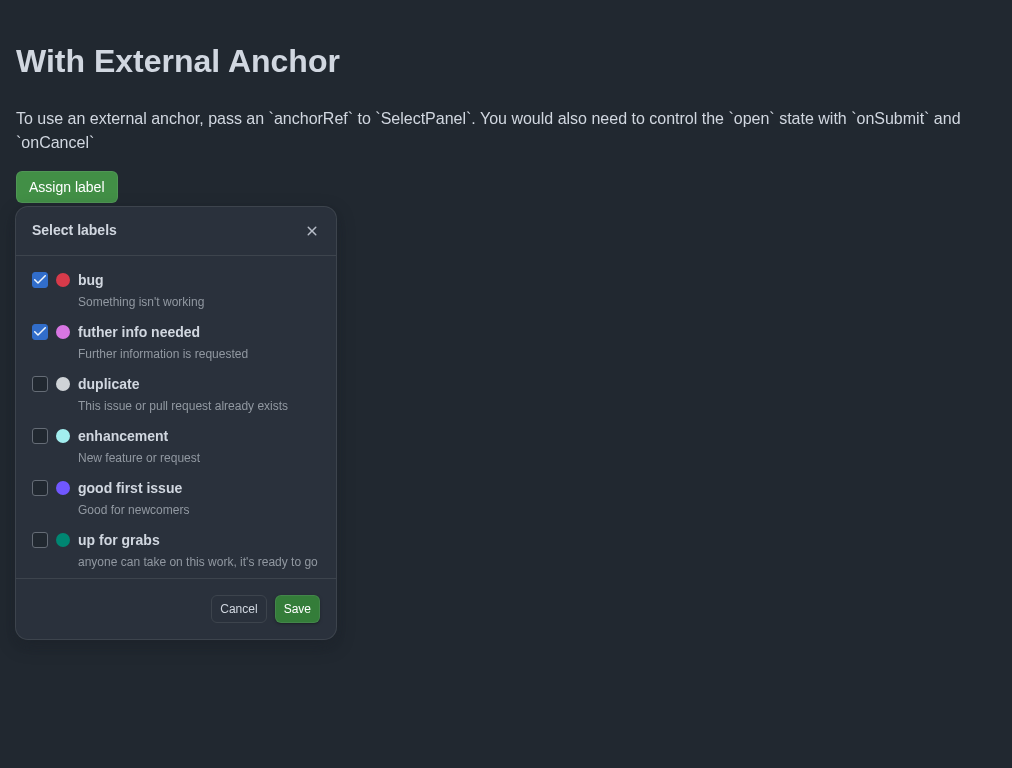 With External Anchor
To use an external anchor, pass an `anchorRef` to `SelectPanel`. You would also need to control the `open` state with `onSubmit` and
`onCancel`
Assign label
Select labels
bug
Something isn't working
futher info needed
Further information is requested
duplicate
This issue or pull request already exists
enhancement
New feature or request
good first issue
Good for newcomers
up for grabs
anyone can take on this work, it's ready to go
Cancel
Save